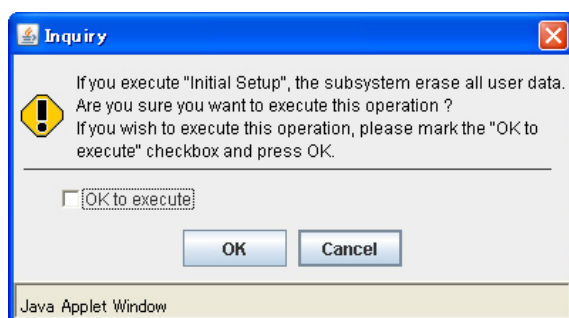 Inquiry
If you execute "Initial Setup", the subsystem erase all user data.
Are you sure you want to execute this operation ?
If you wish to execute this operation, please mark the "OK to
execute" checkbox and press OK.
OK to execute
OK
Cancel
Java Applet Window